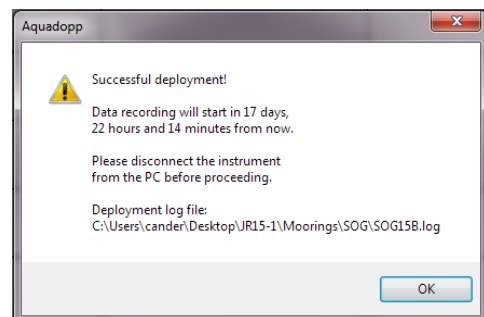 Aquadopp
Successful deployment!
Data recording will start in 17 days,
22 hours and 14 minutes from now.
Please disconnect the instrument
from the PC before proceeding.
Deployment log file:
C:\Users\cander\Desktop\JR15-1\Moorings\SOG\SOG15B.log
OK